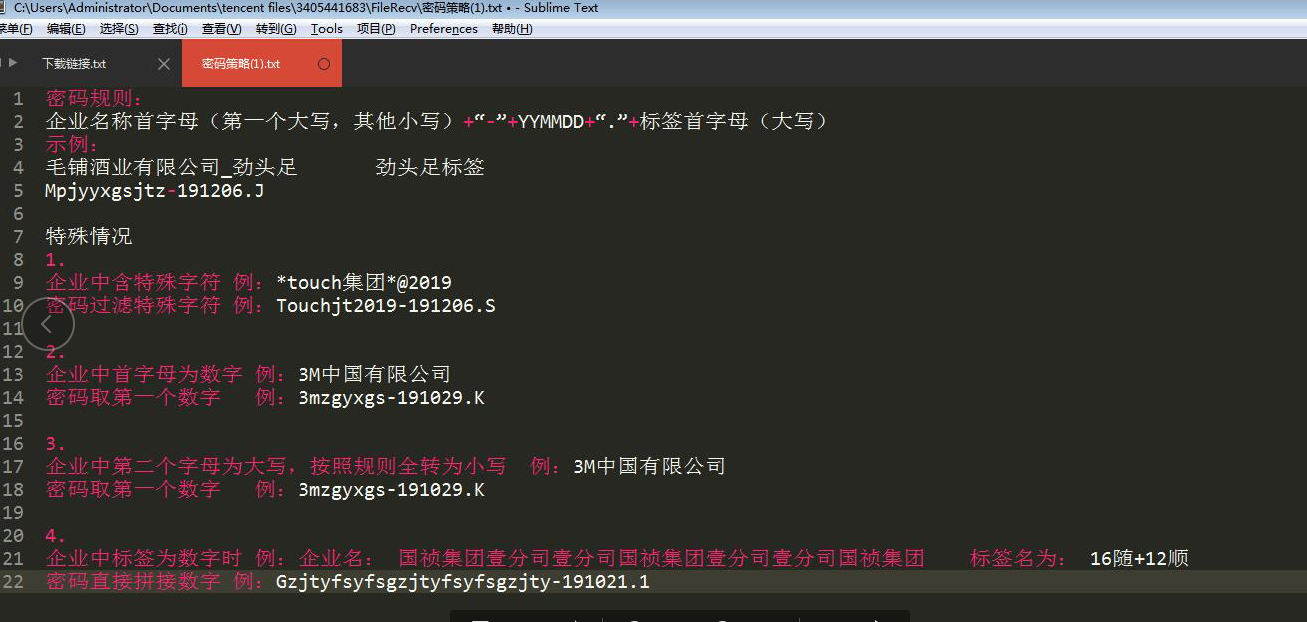 C:\Users\Administrator\Documents\tencent files\3405441683\FileRecv\密码策略(1).txt • - Sublime Text
菜单(F) 编辑(E) 选择(S) 查找(i) 查看(V) 转到(G) Tools 项目(P) Preferences 帮助(H)
下载链接.txt 密码策略(1).txt
1 密码规则：
2 企业名称首字母（第一个大写，其他小写）+“-”+YYMMDD+“.”+标签首字母（大写）
3 示例：
4 毛铺酒业有限公司_劲头足 劲头足标签
5 Mpjyyxgsjtz-191206.J
6
7 特殊情况
8 1.
9 企业中含特殊字符 例：*touch集团*@2019
10 密码过滤特殊字符 例：Touchjt2019-191206.S
11
12 2.
13 企业中首字母为数字 例：3M中国有限公司
14 密码取第一个数字 例：3mzgyxgs-191029.K
15
16 3.
17 企业中第二个字母为大写，按照规则全转为小写 例：3M中国有限公司
18 密码取第一个数字 例：3mzgyxgs-191029.K
19
20 4.
21 企业中标签为数字时 例：企业名： 国祯集团壹分司壹分司国祯集团壹分司壹分司国祯集团 标签名为： 16随+12顺
22 密码直接拼接数字 例：Gzjtyfsyfsgzjtyfsyfsgzjty-191021.1